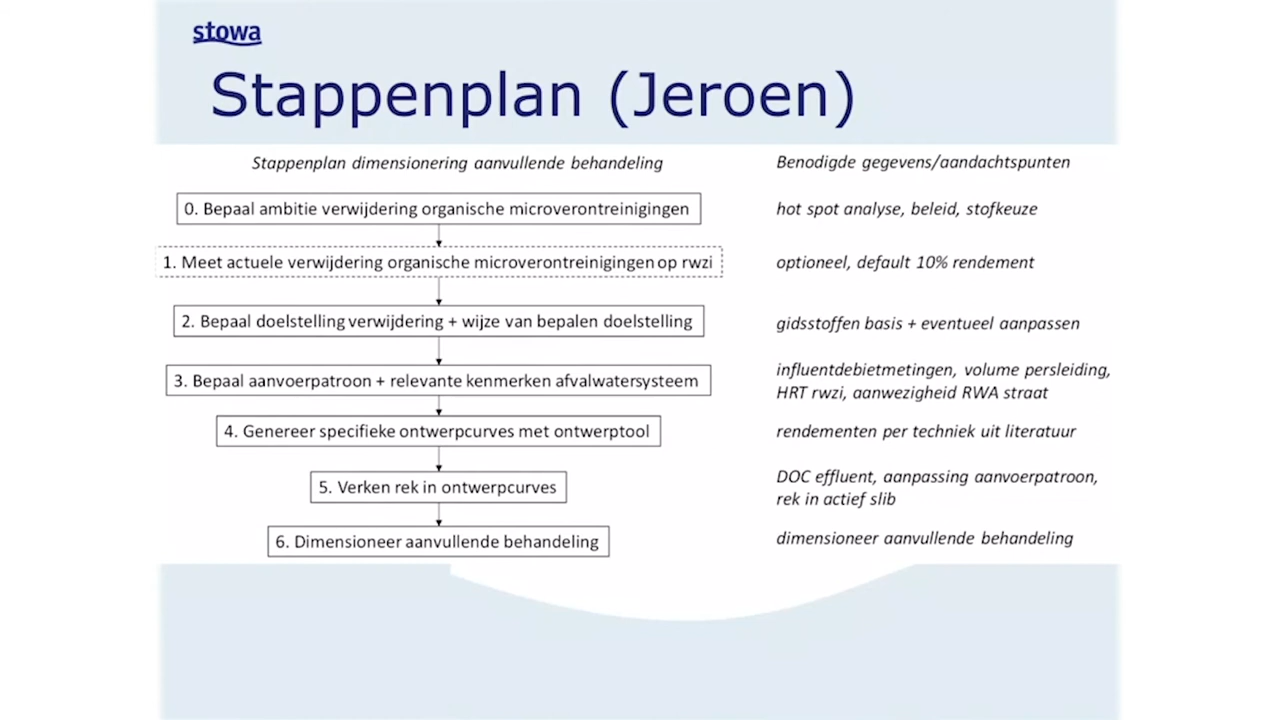 stowa
Stappenplan (Jeroen)
Stappenplan dimensionering aanvullende behandeling
Benodigde gegevens/aandachtspunten
0. Bepaal ambitie verwijdering organische microverontreinigingen
hot spot analyse, beleid, stofkeuze
1. Meet actuele verwijdering organische microverontreinigingen op rwzi
optioneel, default 10% rendement
2. Bepaal doelstelling verwijdering + wijze van bepalen doelstelling
gidsstoffen basis + eventueel aanpassen
3. Bepaal aanvoerpatroon + relevante kenmerken afvalwatersysteem
influentdebietmetingen, volume persleiding,
HRT rwzi, aanwezigheid RWA straat
4. Genereer specifieke ontwerpcurves met ontwerptool
rendementen per techniek uit literatuur
5. Verken rek in ontwerpcurves
DOC effluent, aanpassing aanvoerpatroon,
rek in actief slib
6. Dimensioneer aanvullende behandeling
dimensioneer aanvullende behandeling